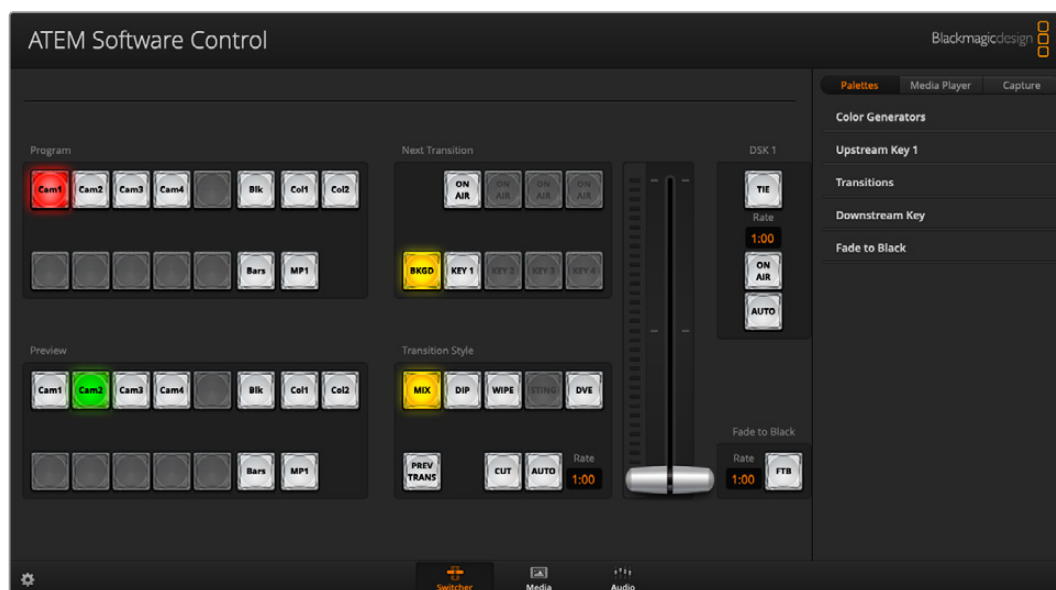 ATEM Software Control
Blackmagicdesign
Palettes Media Player Capture
Color Generators
Upstream Key 1
Transitions
Downstream Key
Fade to Black
Program
Cam1 Cam2 Cam3 Cam4 Blk Col1 Col2
Bars MP1
Next Transition
ON AIR ON AIR ON AIR ON AIR
BKGD KEY 1 KEY 2 KEY 3 KEY 4
DSK 1
TIE
Rate
1:00
ON AIR
AUTO
Preview
Cam1 Cam2 Cam3 Cam4 Blk Col1 Col2
Bars MP1
Transition Style
MIX DIP WIPE STING DVE
PREV TRANS CUT AUTO Rate 1:00
Fade to Black
Rate
1:00 FTB
Switcher Media Audio